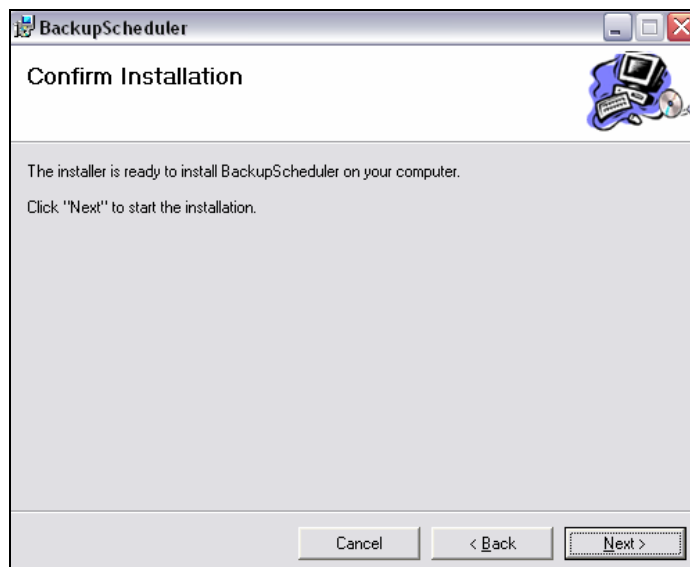 BackupScheduler
Confirm Installation
The installer is ready to install BackupScheduler on your computer.
Click "Next" to start the installation.
Cancel
< Back
Next >